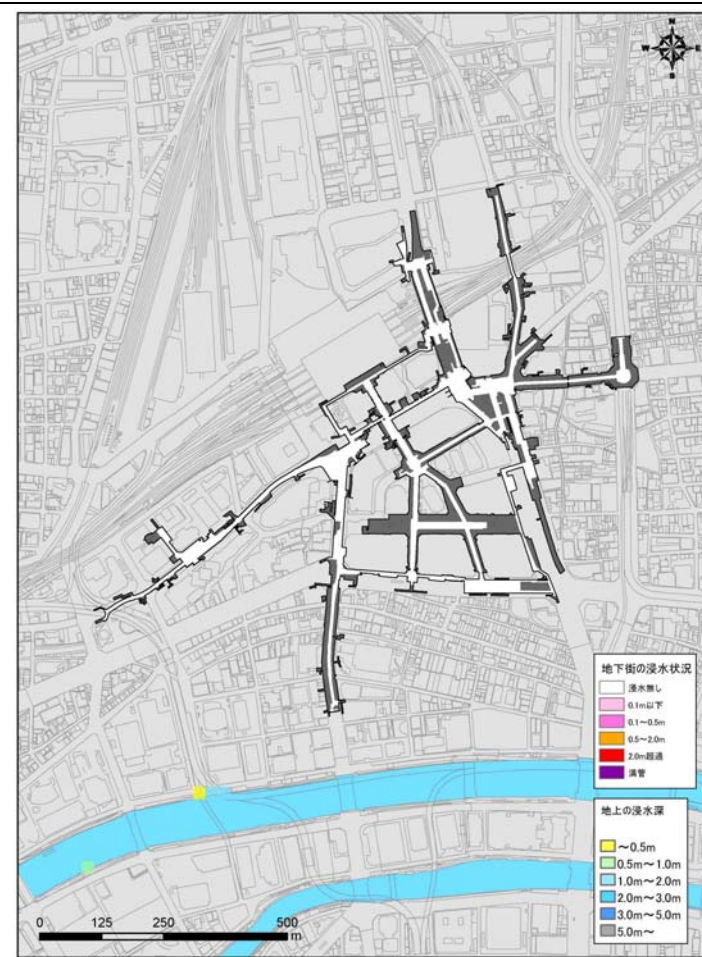 N
W E
S
地下街の浸水状況
浸水無し
0.1m以下
0.1～0.5m
0.5～2.0m
2.0m超過
満管
地上の浸水深
～0.5m
0.5m～1.0m
1.0m～2.0m
2.0m～3.0m
3.0m～5.0m
5.0m～
0 125 250 500
m